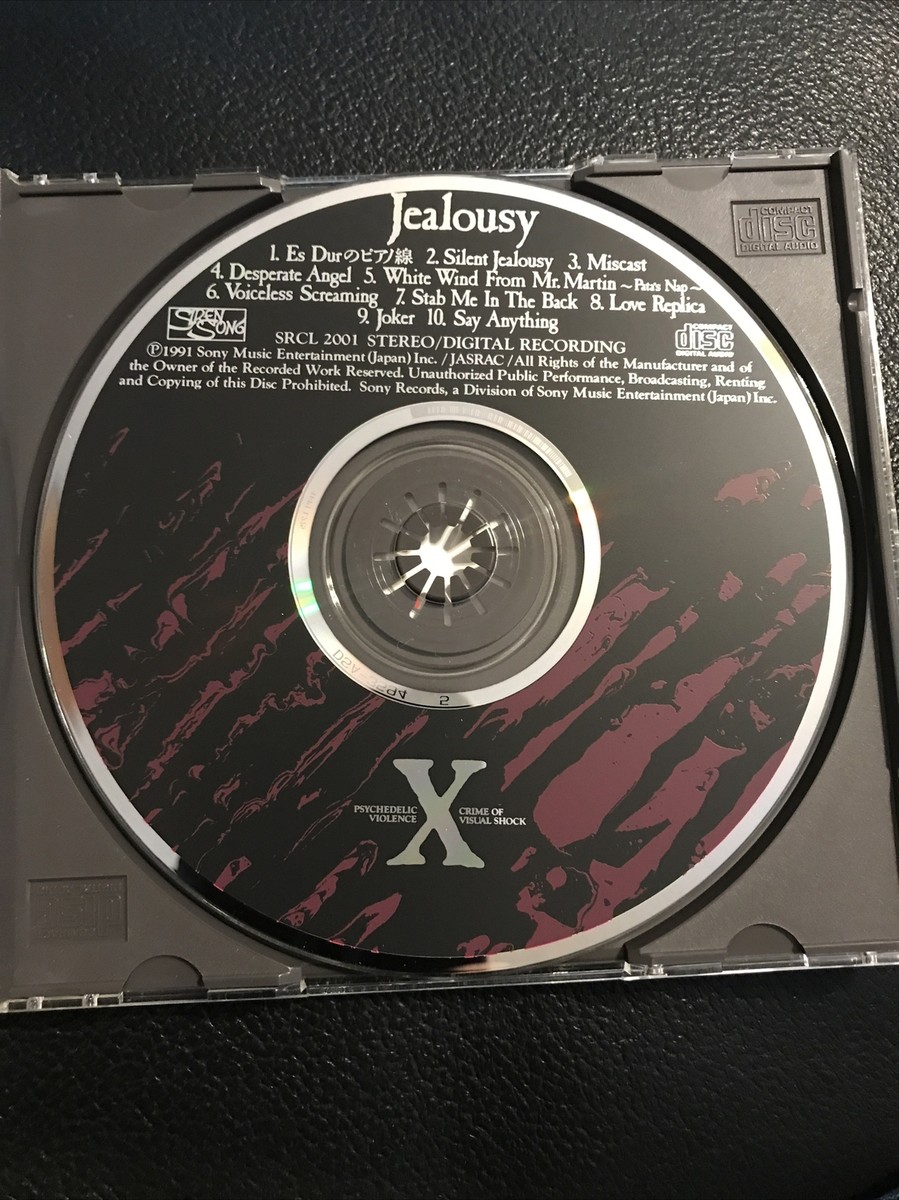 Jealousy
1. Es Durのピアノ線 2. Silent Jealousy 3. Miscast
4. Desperate Angel 5. White Wind From Mr. Martin ~Pata's Nap~
6. Voiceless Screaming 7. Stab Me In The Back 8. Love Replica
9. Joker 10. Say Anything
SIREN SONG
COMPACT disc DIGITAL AUDIO
SRCL 2001 STEREO/DIGITAL RECORDING
Ⓟ1991 Sony Music Entertainment (Japan) Inc. / JASRAC / All Rights of the Manufacturer and of
the Owner of the Recorded Work Reserved. Unauthorized Public Performance, Broadcasting, Renting
and Copying of this Disc Prohibited. Sony Records, a Division of Sony Music Entertainment (Japan) Inc.
X
PSYCHEDELIC VIOLENCE
CRIME OF VISUAL SHOCK
COMPACT disc DIGITAL AUDIO